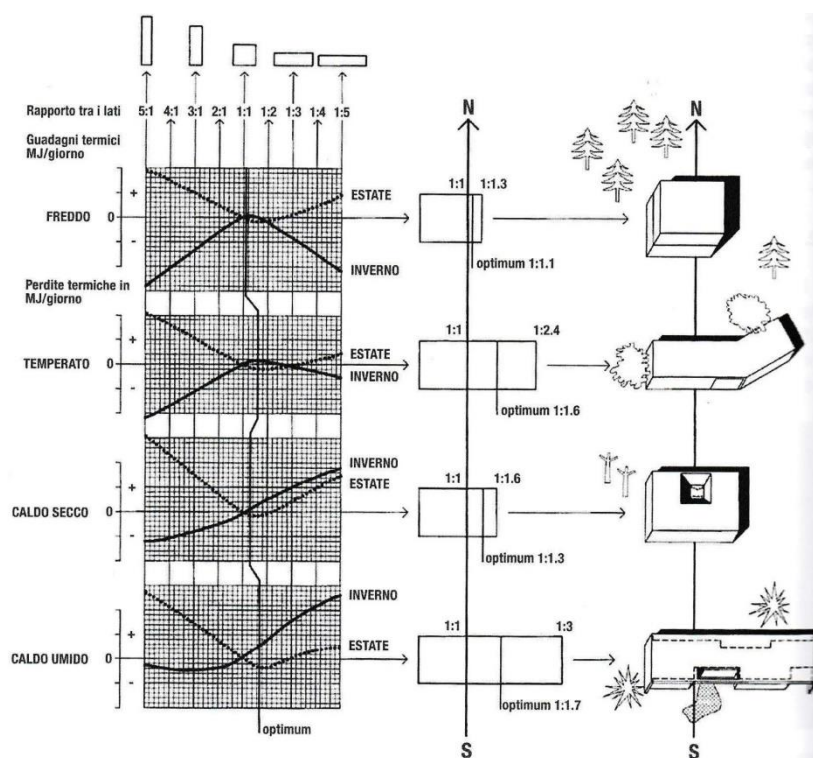 Rapporto tra i lati 5:1 4:1 3:1 2:1 1:1 1:2 1:3 1:4 1:5
Guadagni termici
MJ/giorno
+
FREDDO 0
-
ESTATE
INVERNO
Perdite termiche in
MJ/giorno
+
TEMPERATO 0
-
ESTATE
INVERNO
+
CALDO SECCO 0
-
INVERNO
ESTATE
+
CALDO UMIDO 0
-
INVERNO
ESTATE
optimum
N
1:1 1:1.3
optimum 1:1.1
1:1 1:2.4
optimum 1:1.6
1:1 1:1.6
optimum 1:1.3
1:1 1:3
optimum 1:1.7
S
N
S